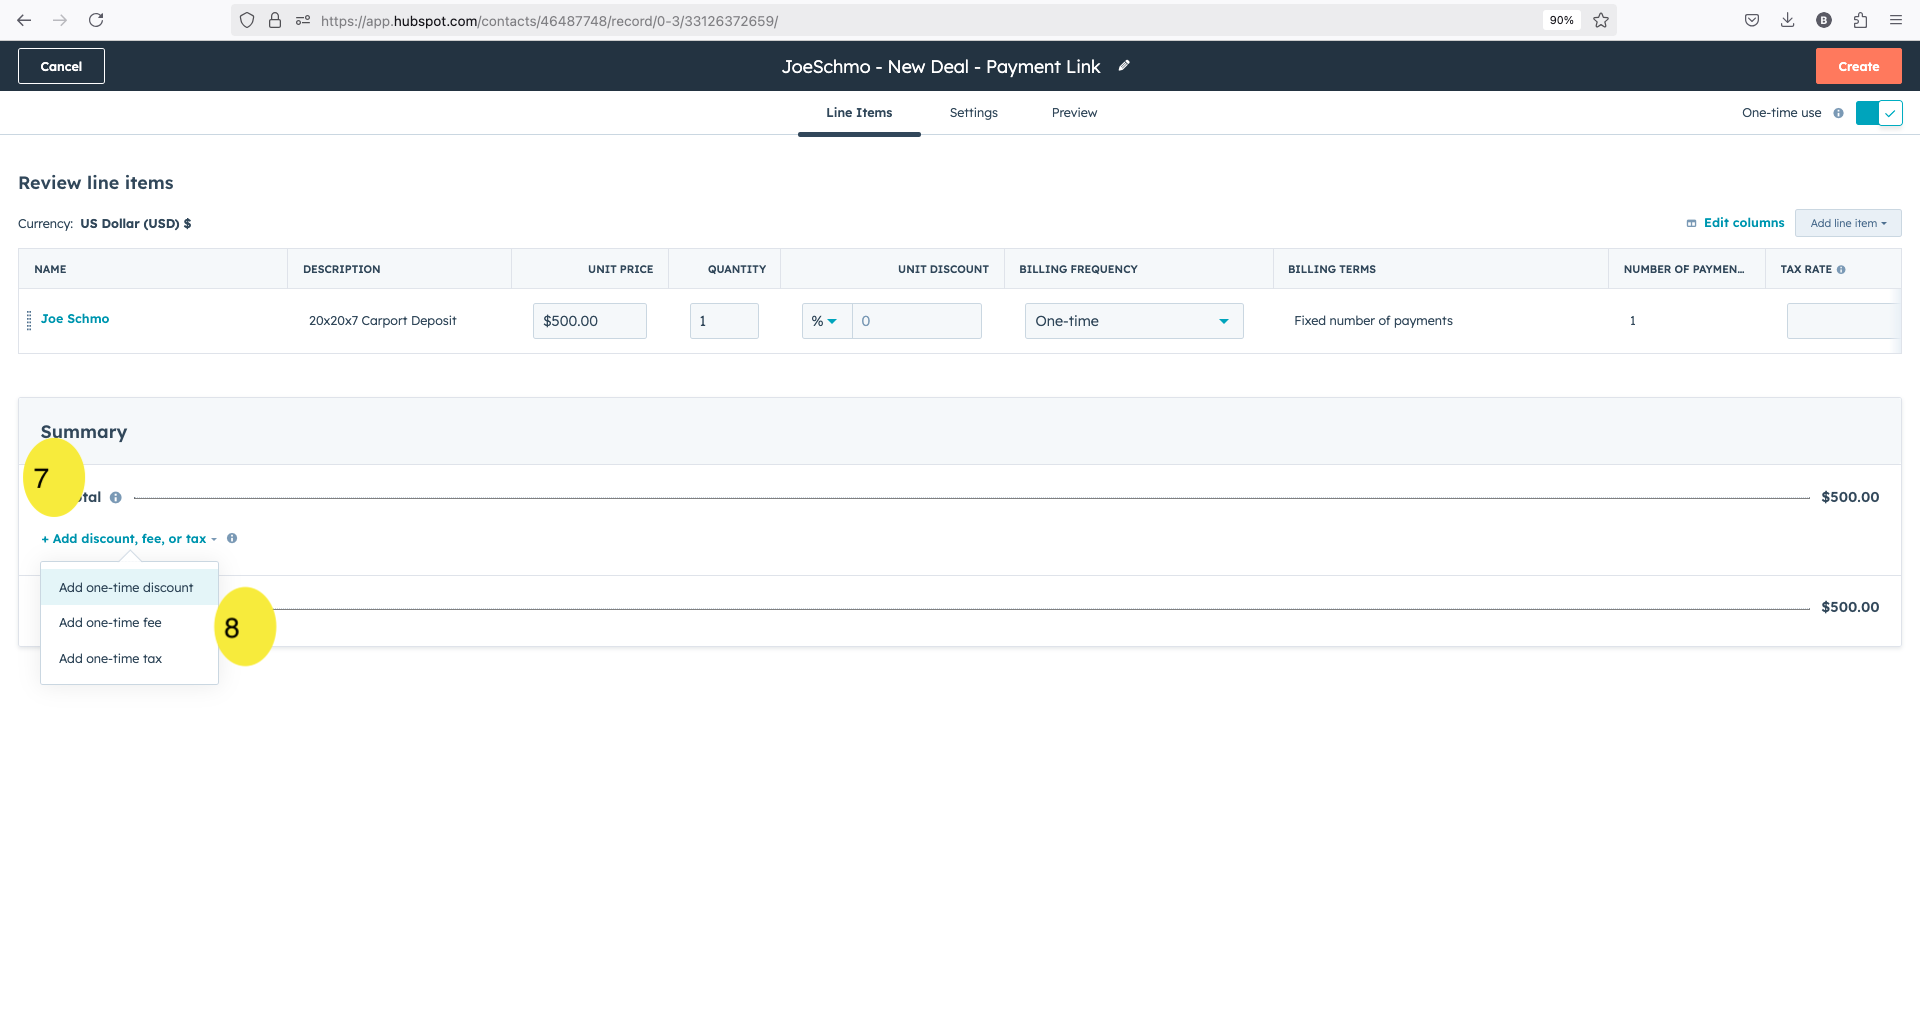 https://app.hubspot.com/contacts/46487748/record/0-3/33126372659/
90%
B
Cancel
JoeSchmo - New Deal - Payment Link
Create
Line Items
Settings
Preview
One-time use
Review line items
Currency: US Dollar (USD) $
Edit columns
Add line item
NAME
DESCRIPTION
UNIT PRICE
QUANTITY
UNIT DISCOUNT
BILLING FREQUENCY
BILLING TERMS
NUMBER OF PAYMEN...
TAX RATE
Joe Schmo
20x20x7 Carport Deposit
$500.00
1
%
0
One-time
Fixed number of payments
1
Summary
7
$500.00
+ Add discount, fee, or tax
Add one-time discount
Add one-time fee
Add one-time tax
8
$500.00